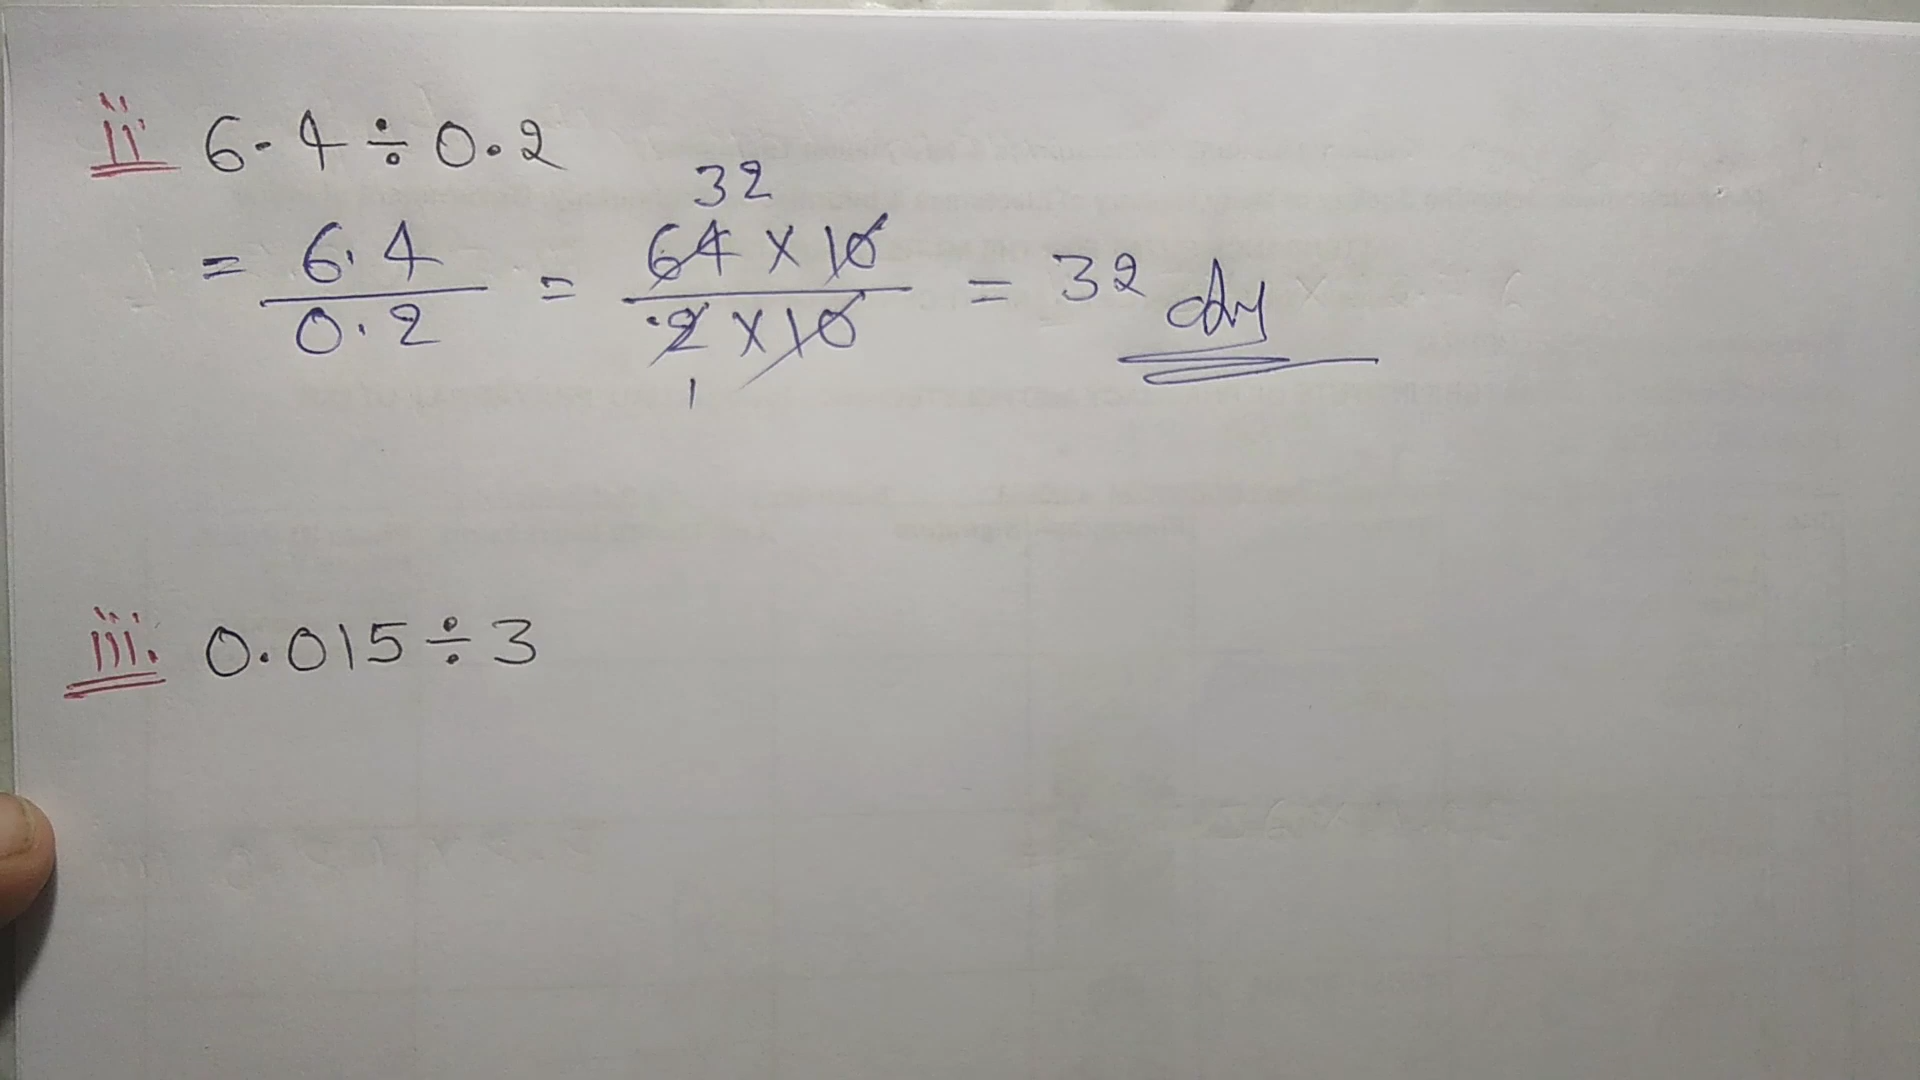 ii 6.4 ÷ 0.2
= 6.4 / 0.2 = 64 × 10 / 2 × 10 = 32
32
1
iii. 0.015 ÷ 3